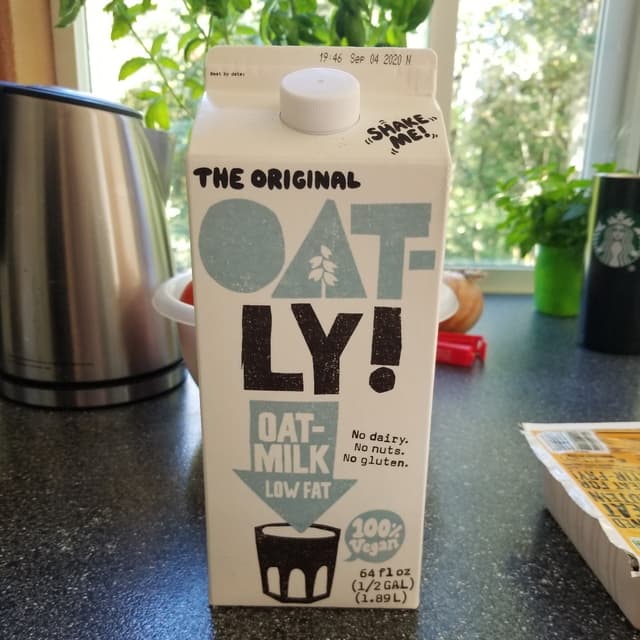 19:46 Sep 04 2020 N
Best by date:
SHAKE
ME!
THE ORIGINAL
OAT-
LY!
OAT-
MILK
LOW FAT
No dairy.
No nuts.
No gluten.
100%
Vegan
64 fl oz
(1/2 GAL)
(1.89L)